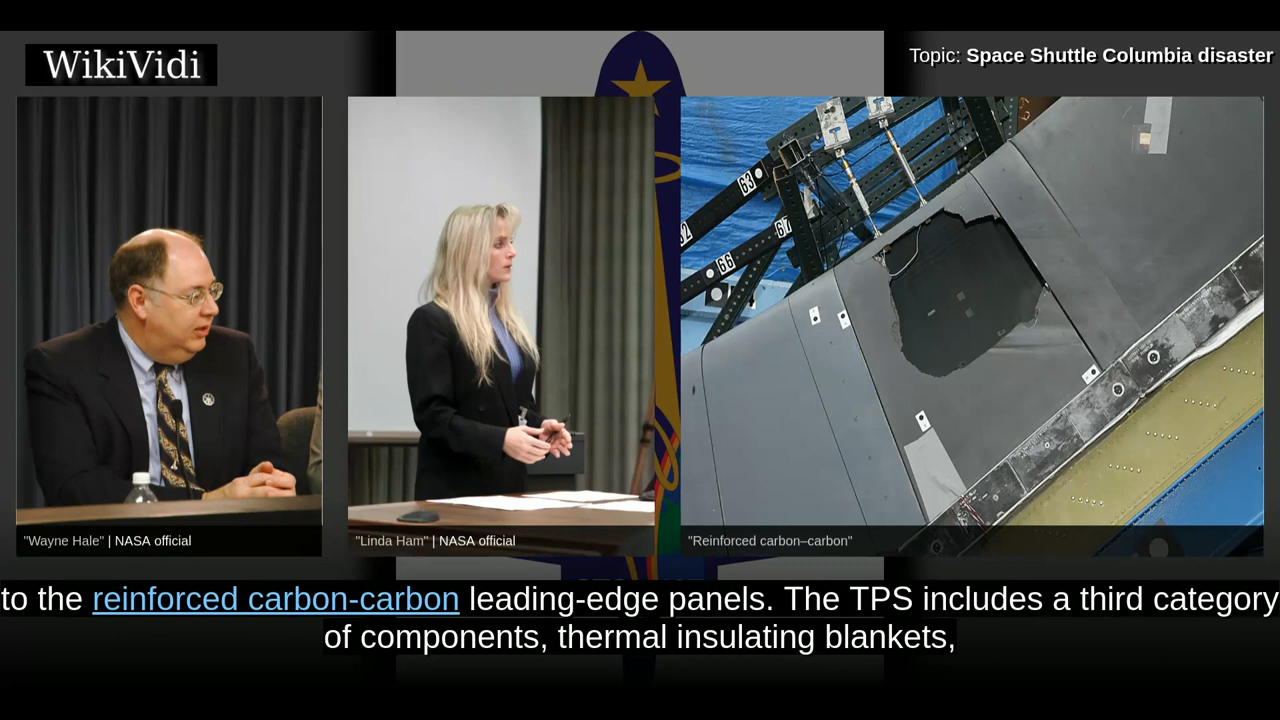 WikiVidi
Topic: Space Shuttle Columbia disaster
63
62
67
66
"Wayne Hale" | NASA official
"Linda Ham" | NASA official
"Reinforced carbon–carbon"
to the reinforced carbon-carbon leading-edge panels. The TPS includes a third category
of components, thermal insulating blankets,